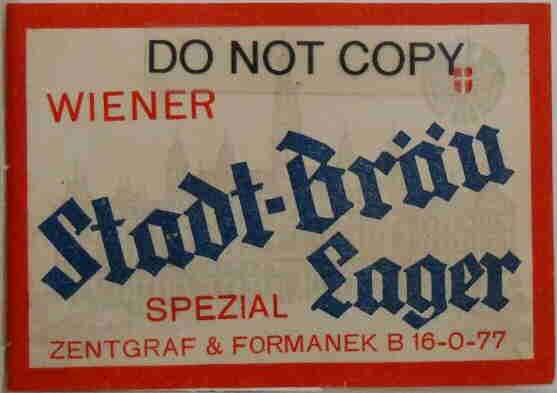 DO NOT COPY
WIENER
Stadt-Bräu
Lager
SPEZIAL
ZENTGRAF & FORMANEK B 16-0-77